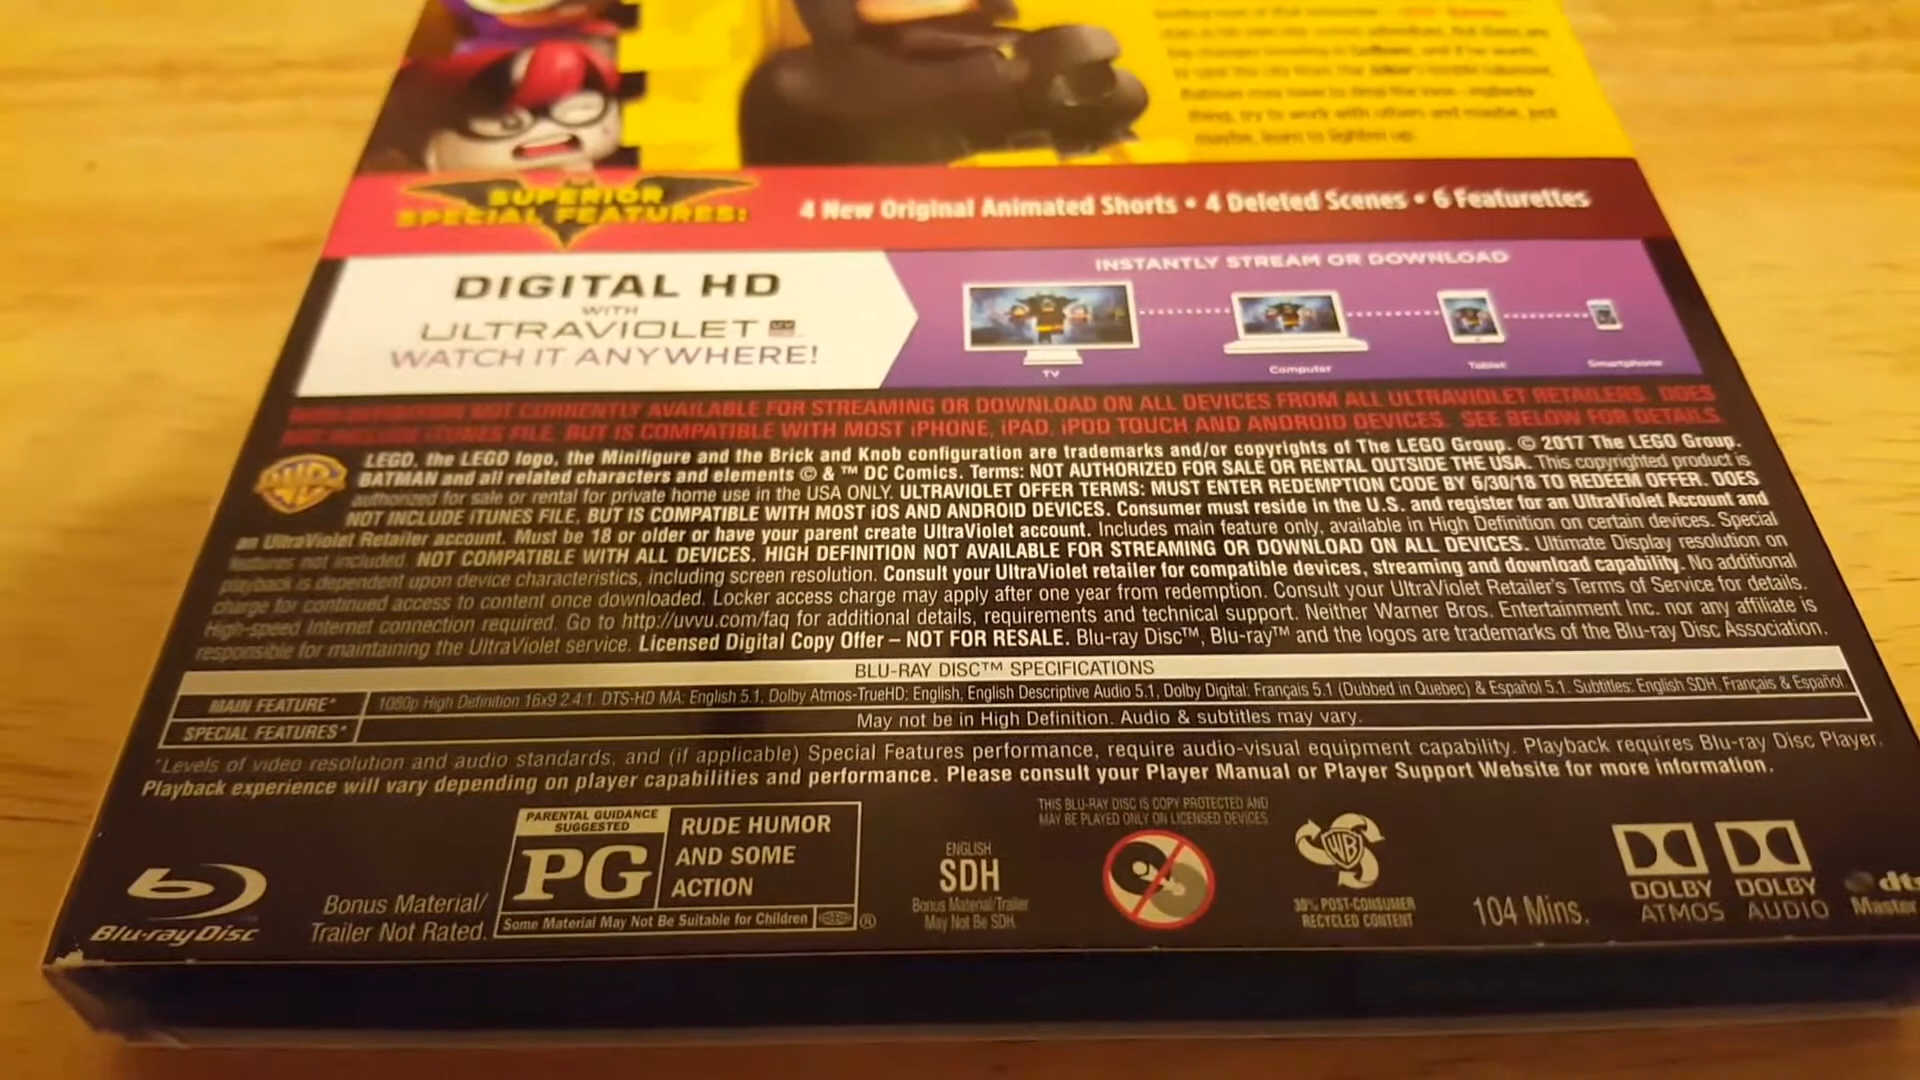 thing, try to work with others and maybe, just
maybe, learn to lighten up.
SUPERIOR
SPECIAL FEATURES:
4 New Original Animated Shorts • 4 Deleted Scenes • 6 Featurettes
DIGITAL HD
WITH
ULTRAVIOLET UV
WATCH IT ANYWHERE!
INSTANTLY STREAM OR DOWNLOAD
TV
Computer
Tablet
Smartphone
NOT CURRENTLY AVAILABLE FOR STREAMING OR DOWNLOAD ON ALL DEVICES FROM ALL ULTRAVIOLET RETAILERS. DOES
NOT INCLUDE iTUNES FILE, BUT IS COMPATIBLE WITH MOST iPHONE, iPAD, iPOD TOUCH AND ANDROID DEVICES. SEE BELOW FOR DETAILS.
LEGO, the LEGO logo, the Minifigure and the Brick and Knob configuration are trademarks and/or copyrights of The LEGO Group. © 2017 The LEGO Group.
BATMAN and all related characters and elements © & ™ DC Comics. Terms: NOT AUTHORIZED FOR SALE OR RENTAL OUTSIDE THE USA. This copyrighted product is
authorized for sale or rental for private home use in the USA ONLY. ULTRAVIOLET OFFER TERMS: MUST ENTER REDEMPTION CODE BY 6/30/18 TO REDEEM OFFER. DOES
NOT INCLUDE iTUNES FILE, BUT IS COMPATIBLE WITH MOST iOS AND ANDROID DEVICES. Consumer must reside in the U.S. and register for an UltraViolet Account and
an UltraViolet Retailer account. Must be 18 or older or have your parent create UltraViolet account. Includes main feature only, available in High Definition on certain devices. Special
features not included. NOT COMPATIBLE WITH ALL DEVICES. HIGH DEFINITION NOT AVAILABLE FOR STREAMING OR DOWNLOAD ON ALL DEVICES. Ultimate Display resolution on
playback is dependent upon device characteristics, including screen resolution. Consult your UltraViolet retailer for compatible devices, streaming and download capability. No additional
charge for continued access to content once downloaded. Locker access charge may apply after one year from redemption. Consult your UltraViolet Retailer's Terms of Service for details.
High-speed Internet connection required. Go to http://uvvu.com/faq for additional details, requirements and technical support. Neither Warner Bros. Entertainment Inc. nor any affiliate is
responsible for maintaining the UltraViolet service. Licensed Digital Copy Offer – NOT FOR RESALE. Blu-ray Disc™, Blu-ray™ and the logos are trademarks of the Blu-ray Disc Association.
BLU-RAY DISC™ SPECIFICATIONS
MAIN FEATURE* 1080p High Definition 16x9 2.4:1. DTS-HD MA: English 5.1, Dolby Atmos-TrueHD: English, English Descriptive Audio 5.1, Dolby Digital: Français 5.1 (Dubbed in Quebec) & Español 5.1. Subtitles: English SDH, Français & Español
SPECIAL FEATURES* May not be in High Definition. Audio & subtitles may vary.
*Levels of video resolution and audio standards, and (if applicable) Special Features performance, require audio-visual equipment capability. Playback requires Blu-ray Disc Player.
Playback experience will vary depending on player capabilities and performance. Please consult your Player Manual or Player Support Website for more information.
Blu-ray Disc
Bonus Material/
Trailer Not Rated.
PARENTAL GUIDANCE
SUGGESTED
PG
RUDE HUMOR
AND SOME
ACTION
Some Material May Not Be Suitable for Children ®
ENGLISH
SDH
Bonus Material/Trailer
May Not Be SDH.
THIS BLU-RAY DISC IS COPY PROTECTED AND
MAY BE PLAYED ONLY ON LICENSED DEVICES
WB
30% POST-CONSUMER
RECYCLED CONTENT
104 Mins.
DOLBY
ATMOS
DOLBY
AUDIO
dts
Master